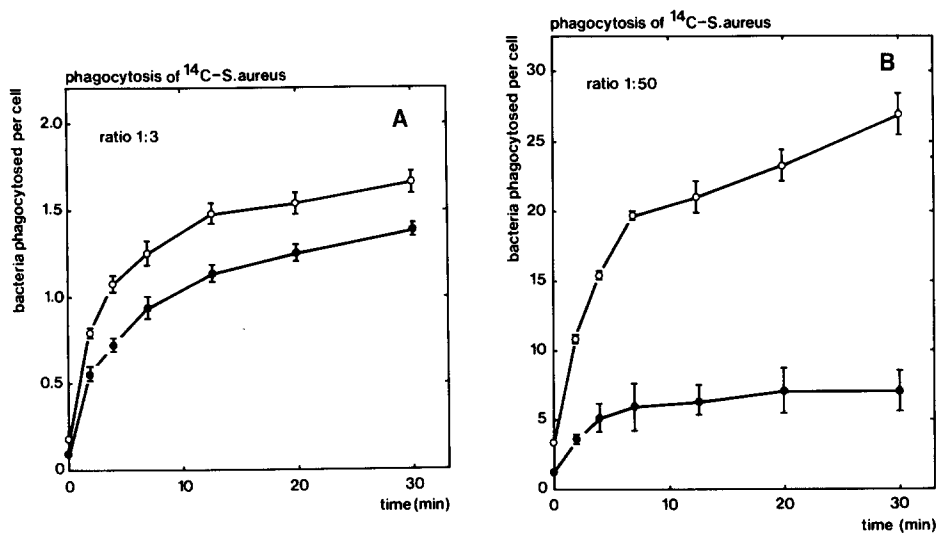 phagocytosis of ¹⁴C-S.aureus
A
ratio 1:3
bacteria phagocytosed per cell
2.0
1.5
1.0
0.5
0
0
10
20
30
time (min)
phagocytosis of ¹⁴C-S.aureus
B
ratio 1:50
bacteria phagocytosed per cell
30
25
20
15
10
5
0
0
10
20
30
time (min)